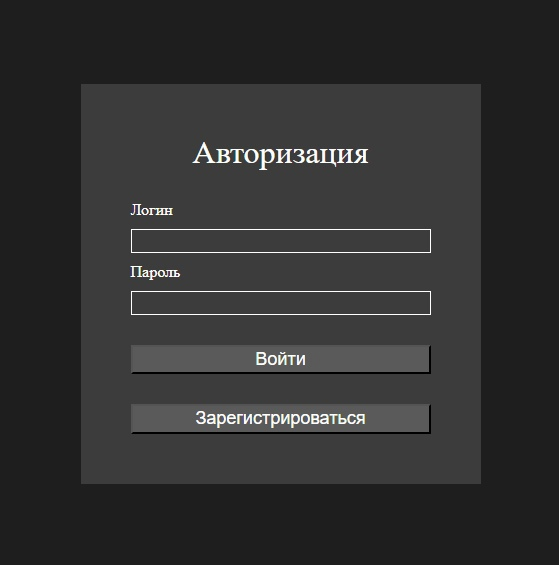 Авторизация
Логин
Пароль
Войти
Зарегистрироваться